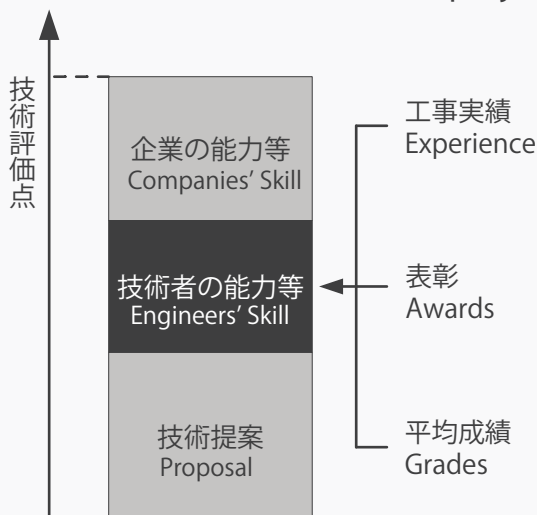 技術評価点
企業の能力等
Companies' Skill
技術者の能力等
Engineers' Skill
技術提案
Proposal
工事実績
Experience
表彰
Awards
平均成績
Grades